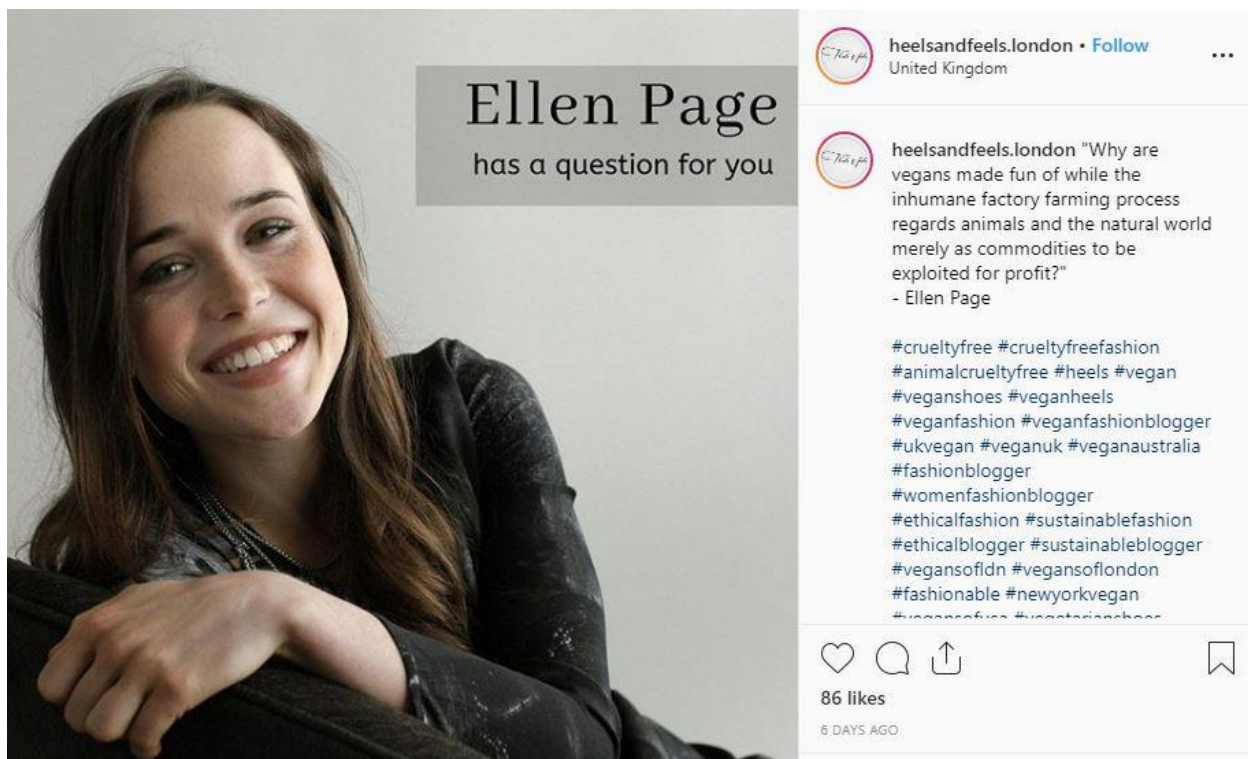 Ellen Page
has a question for you
heelsandfeels.london • Follow
United Kingdom
heelsandfeels.london "Why are
vegans made fun of while the
inhumane factory farming process
regards animals and the natural world
merely as commodities to be
exploited for profit?"
- Ellen Page
#crueltyfree #crueltyfreefashion
#animalcrueltyfree #heels #vegan
#veganshoes #veganheels
#veganfashion #veganfashionblogger
#ukvegan #veganuk #veganaustralia
#fashionblogger
#womenfashionblogger
#ethicalfashion #sustainablefashion
#ethicalblogger #sustainableblogger
#vegansofldn #vegansoflondon
#fashionable #newyorkvegan
#vegansofusa #vegetarianshoes
86 likes
6 DAYS AGO